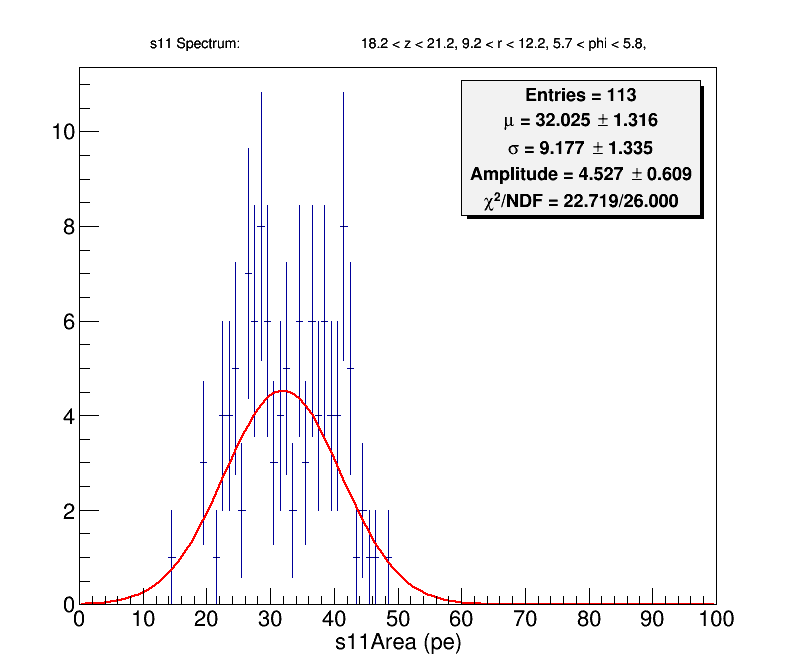 s11 Spectrum: 18.2 < z < 21.2, 9.2 < r < 12.2, 5.7 < phi < 5.8,
Entries = 113
μ = 32.025 ± 1.316
σ = 9.177 ± 1.335
Amplitude = 4.527 ± 0.609
χ²/NDF = 22.719/26.000
10
8
6
4
2
0
0 10 20 30 40 50 60 70 80 90 100
s11Area (pe)